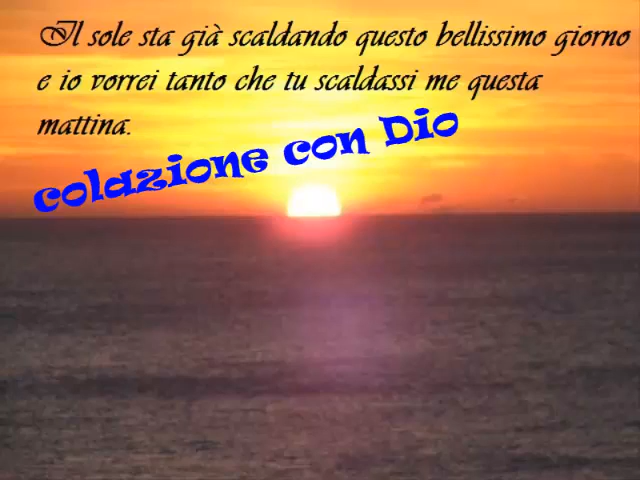 Il sole sta già scaldando questo bellissimo giorno
e io vorrei tanto che tu scaldassi me questa
mattina.
colazione con Dio